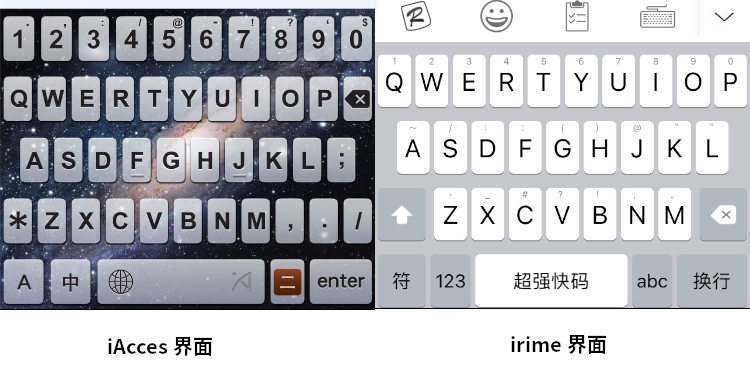 1 2 3 4 5 6 7 8 9 0
Q W E R T Y U I O P
A S D F G H J K L ;
* Z X C V B N M , . /
A 中 二 enter
iAcces 界面
R
1 2 3 4 5 6 7 8 9 0
Q W E R T Y U I O P
A S D F G H J K L
Z X C V B N M
符 123 超强快码 abc 换行
irime 界面